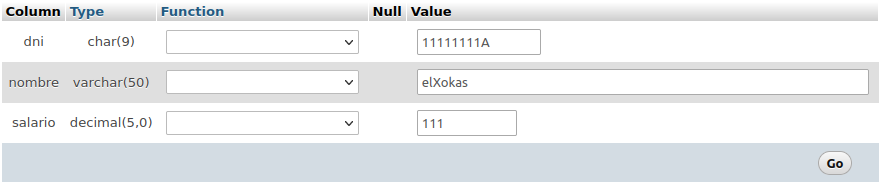 Column Type Function Null Value
dni char(9) 11111111A
nombre varchar(50) elXokas
salario decimal(5,0) 111
Go